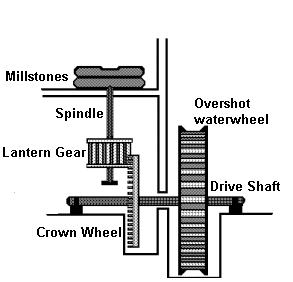 Millstones
Spindle
Overshot
waterwheel
Lantern Gear
Drive Shaft
Crown Wheel